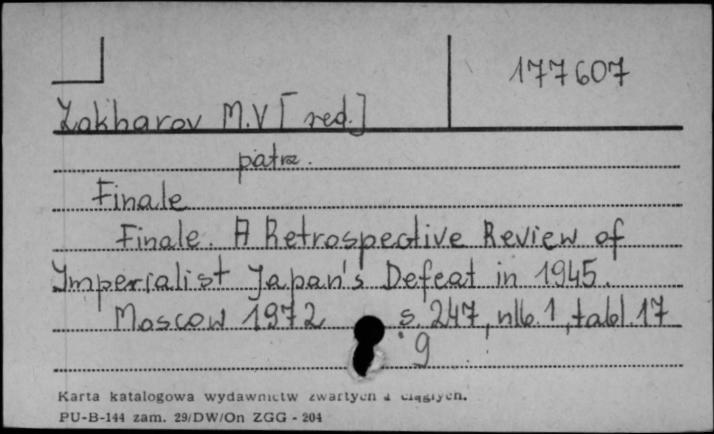 177607
Zakharov M.V [red.]
patrz.
Finale
Finale. A Retrospective Review of
Imperialist Japan's Defeat in 1945.
Moscow 1972 s. 247, nlb. 1, tabl. 17
9
Karta katalogowa wydawnictw zwartych i ciągłych.
PU-B-144 zam. 29/DW/On ZGG - 204